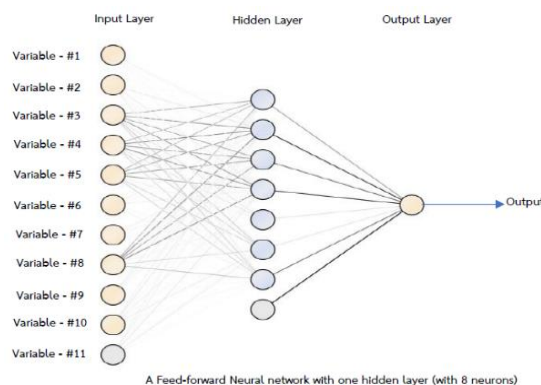 Input Layer
Hidden Layer
Output Layer
Variable - #1
Variable - #2
Variable - #3
Variable - #4
Variable - #5
Variable - #6
Variable - #7
Variable - #8
Variable - #9
Variable - #10
Variable - #11
Output
A Feed-forward Neural network with one hidden layer (with 8 neurons)